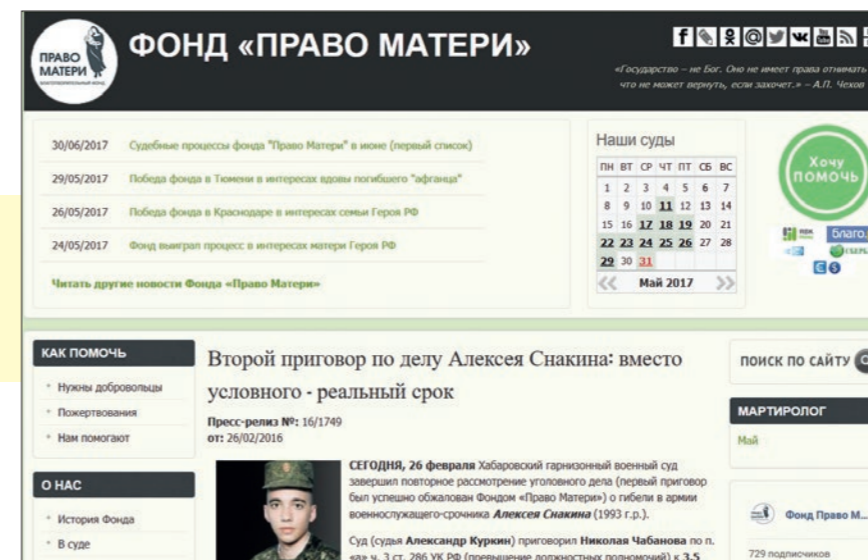 ПРАВО
МАТЕРИ
БЛАГОТВОРИТЕЛЬНЫЙ ФОНД
ФОНД «ПРАВО МАТЕРИ»
«Государство – не Бог. Оно не имеет права отнимать
что не может вернуть, если захочет.» – А.П. Чехов
30/06/2017 Судебные процессы фонда "Право Матери" в июне (первый список)
29/05/2017 Победа фонда в Тюмени в интересах вдовы погибшего "афганца"
26/05/2017 Победа фонда в Краснодаре в интересах семьи Героя РФ
24/05/2017 Фонд выиграл процесс в интересах матери Героя РФ
Читать другие новости Фонда «Право Матери»
Наши суды
ПН ВТ СР ЧТ ПТ СБ ВС
1 2 3 4 5 6 7
8 9 10 11 12 13 14
15 16 17 18 19 20 21
22 23 24 25 26 27 28
29 30 31
Май 2017
Хочу
ПОМОЧЬ
КАК ПОМОЧЬ
Нужны добровольцы
Пожертвования
Нам помогают
О НАС
История Фонда
В суде
Второй приговор по делу Алексея Снакина: вместо
условного - реальный срок
Пресс-релиз №: 16/1749
от: 26/02/2016
СЕГОДНЯ, 26 февраля Хабаровский гарнизонный военный суд
завершил повторное рассмотрение уголовного дела (первый приговор
был успешно обжалован Фондом «Право Матери») о гибели в армии
военнослужащего-срочника Алексея Снакина (1993 г.р.).
Суд (судья Александр Куркин) приговорил Николая Чабанова по п.
«а» ч. 3 ст. 286 УК РФ (превышение должностных полномочий) к 3,5
ПОИСК ПО САЙТУ
МАРТИРОЛОГ
Май
Фонд Право М...
729 подписчиков